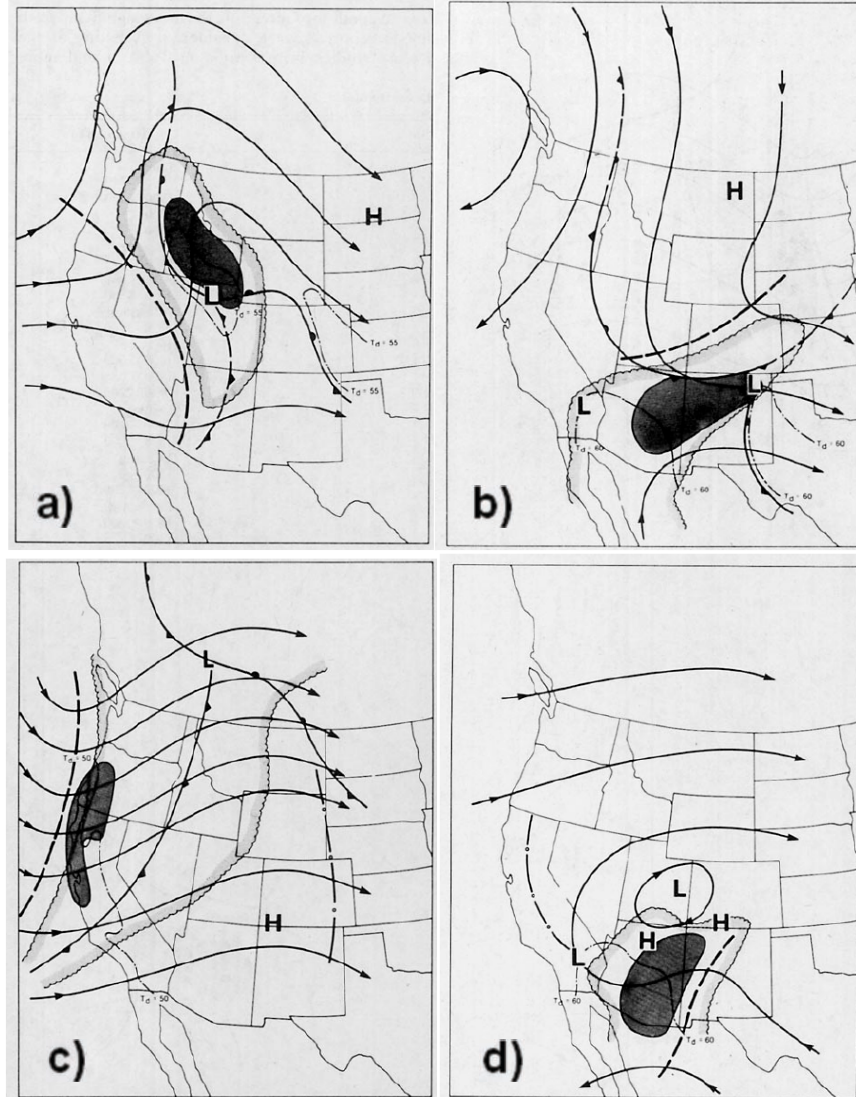 H
L
Td = 55
Td = 55
Td = 55
a)
H
L
L
Td = 60
Td = 60
Td = 60
Td = 60
b)
L
Td = 50
H
Td = 50
c)
L
H
H
L
Td = 60
Td = 60
d)